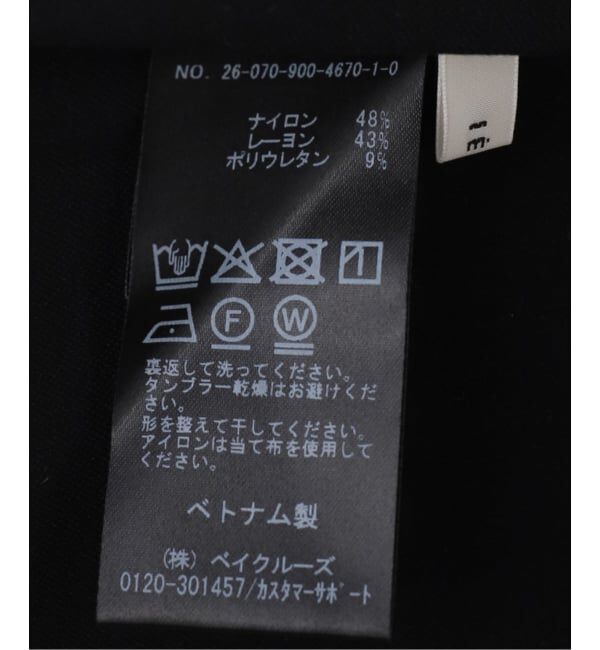 NO. 26-070-900-4670-1-0
ナイロン 48%
レーヨン 43%
ポリウレタン 9%
F W
裏返して洗ってください。
タンブラー乾燥はお避けくだ
さい。
形を整えて干してください。
アイロンは当て布を使用して
ください。
ベトナム製
(株) ベイクルーズ
0120-301457/カスタマーサポート